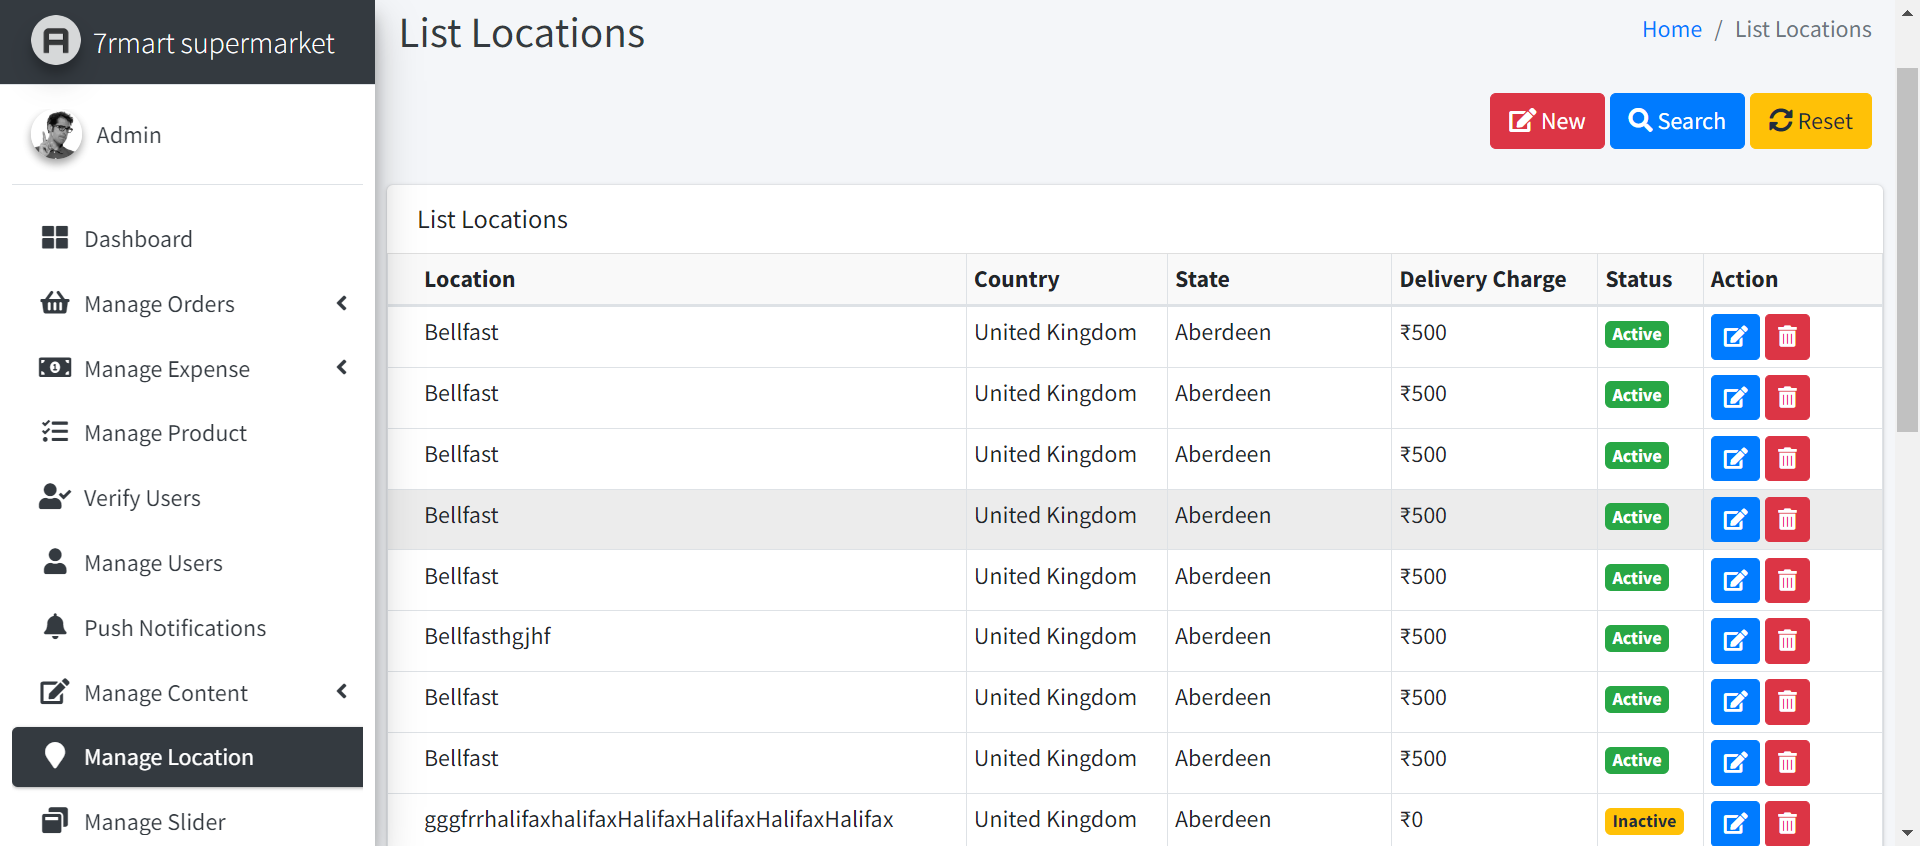 7rmart supermarket
Admin
Dashboard
Manage Orders
Manage Expense
Manage Product
Verify Users
Manage Users
Push Notifications
Manage Content
Manage Location
Manage Slider
List Locations
Home / List Locations
New Search Reset
List Locations
Location Country State Delivery Charge Status Action
Bellfast United Kingdom Aberdeen ₹500 Active
Bellfast United Kingdom Aberdeen ₹500 Active
Bellfast United Kingdom Aberdeen ₹500 Active
Bellfast United Kingdom Aberdeen ₹500 Active
Bellfast United Kingdom Aberdeen ₹500 Active
Bellfasthgjhf United Kingdom Aberdeen ₹500 Active
Bellfast United Kingdom Aberdeen ₹500 Active
Bellfast United Kingdom Aberdeen ₹500 Active
gggfrrhalifaxhalifaxHalifaxHalifaxHalifaxHalifax United Kingdom Aberdeen ₹0 Inactive